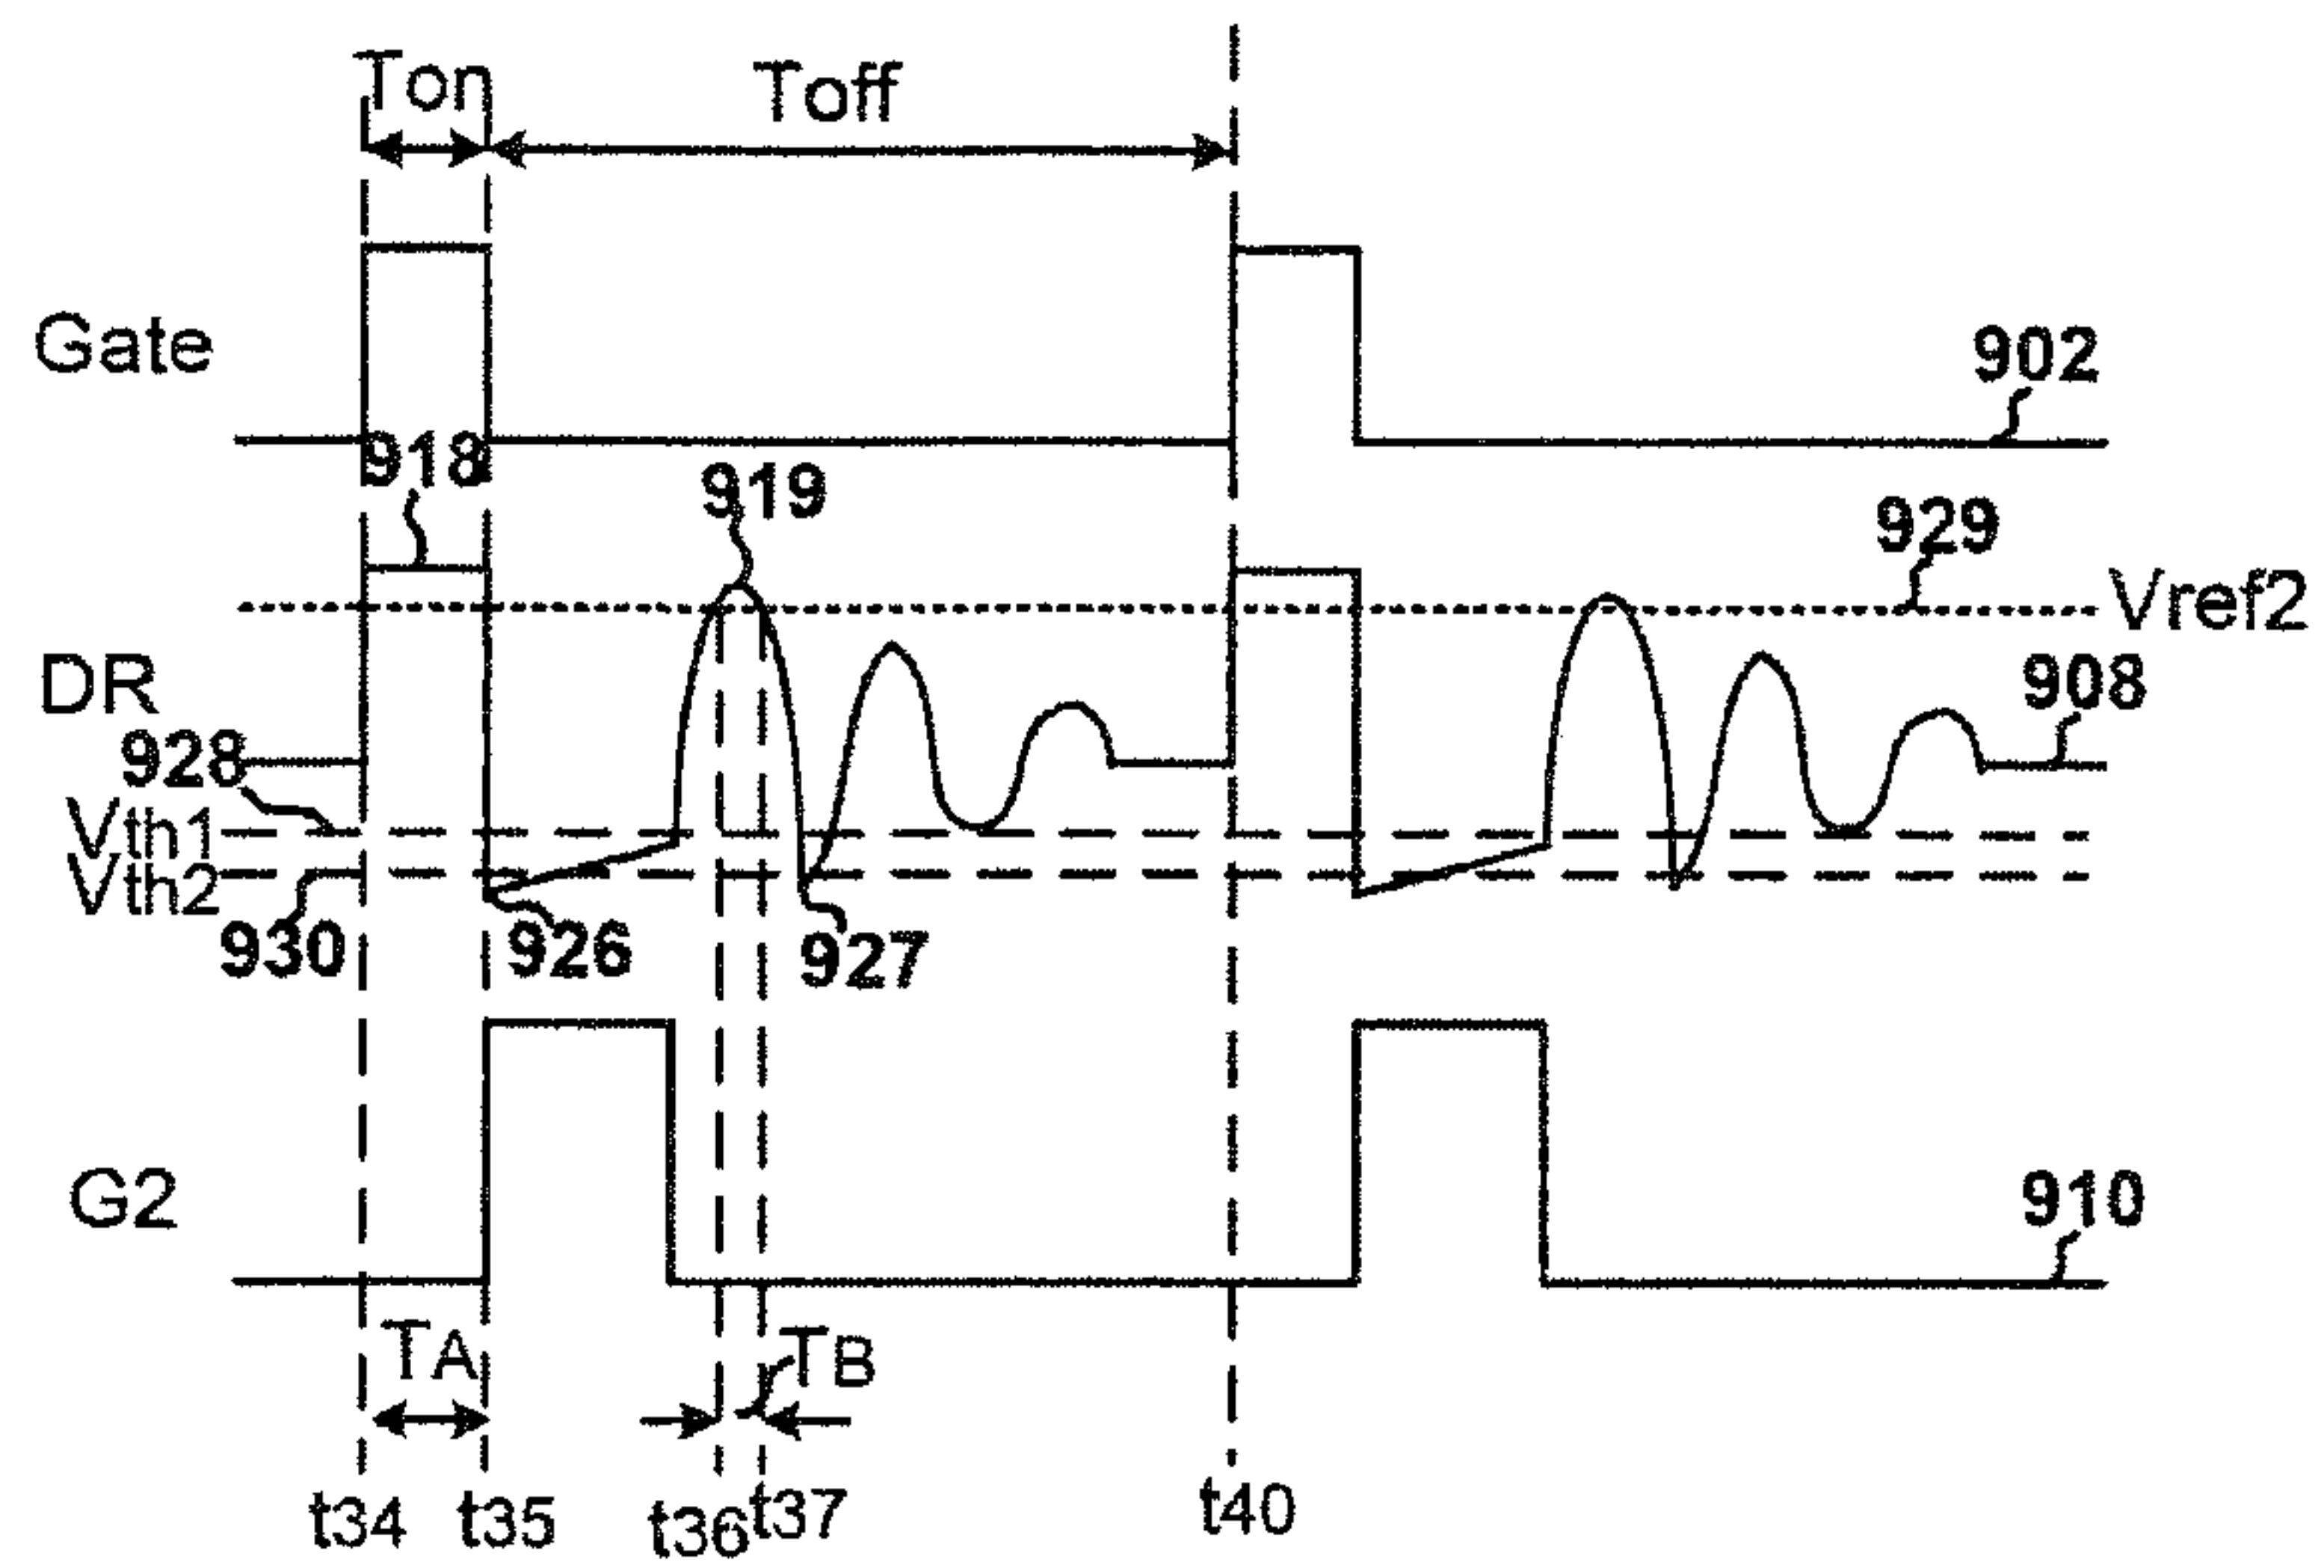 Ton
Toff
Gate
902
918
919
929
Vref2
DR
908
928
Vth1
Vth2
930
926
927
G2
910
TA
TB
t34
t35
t36
t37
t40